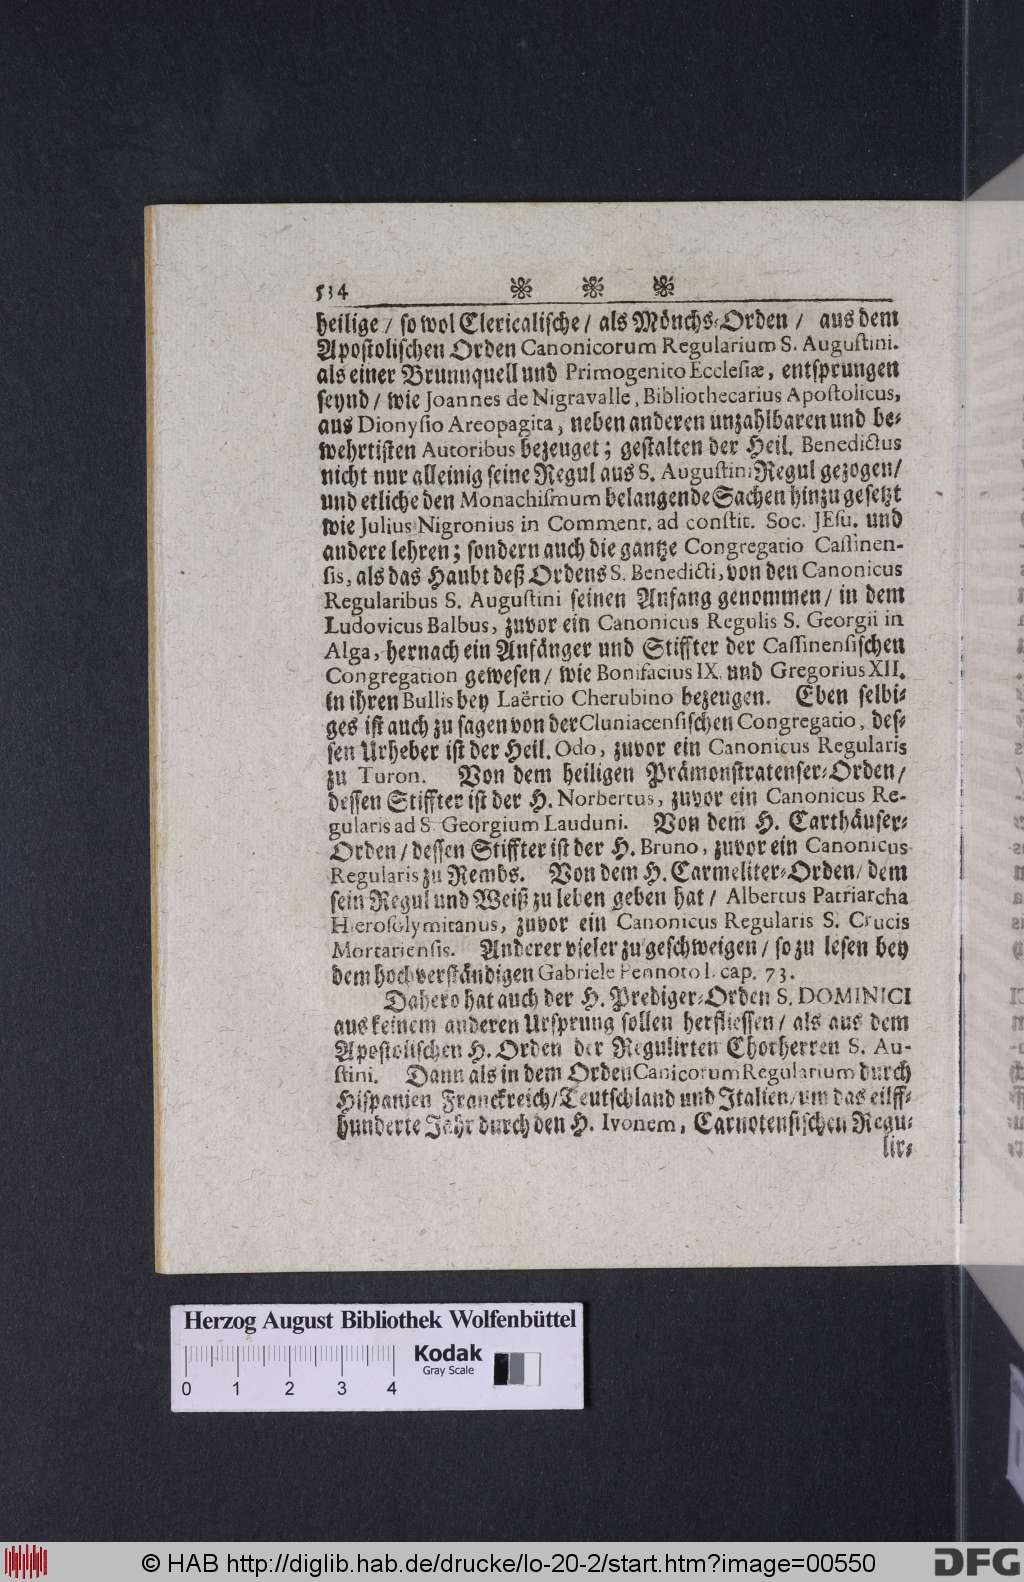 534
heilige / so wol Clericalische / als Mönchs-Orden / aus dem
Apostolischen Orden Canonicorum Regularium S. Augustini.
als einer Brunnquell und Primogenito Ecclesiæ, entsprungen
seynd / wie Joannes de Nigravalle, Bibliothecarius Apostolicus,
aus Dionysio Areopagita, neben anderen unzahlbaren und be-
wehrtisten Autoribus bezeuget; gestalten der Heil. Benedictus
nicht nur alleinig seine Regul aus S. Augustini Regul gezogen /
und etliche den Monachismum belangende Sachen hinzu gesetzt
wie Julius Nigronius in Comment. ad constit. Soc. JEsu. und
andere lehren; sondern auch die gantze Congregatio Cassinen-
sis, als das Haubt deß Ordens S. Benedicti, von den Canonicus
Regularibus S. Augustini seinen Anfang genommen / in dem
Ludovicus Balbus, zuvor ein Canonicus Regulis S. Georgii in
Alga, hernach ein Anfänger und Stiffter der Cassinensischen
Congregation gewesen / wie Bonifacius IX. und Gregorius XII.
in ihren Bullis bey Laërtio Cherubino bezeugen. Eben selbi-
ges ist auch zu sagen von der Cluniacensischen Congregatio, des-
sen Urheber ist der Heil. Odo, zuvor ein Canonicus Regularis
zu Turon. Von dem heiligen Prämonstratenser-Orden /
dessen Stiffter ist der H. Norbertus, zuvor ein Canonicus Re-
gularis ad S. Georgium Lauduni. Von dem H. Carthäuser-
Orden / dessen Stiffter ist der H. Bruno, zuvor ein Canonicus
Regularis zu Rembs. Von dem H. Carmeliter-Orden / dem
sein Regul und Weiß zu leben geben hat / Albertus Patriarcha
Hierosolymitanus, zuvor ein Canonicus Regularis S. Crucis
Mortariensis. Anderer vieler zu geschweigen / so zu lesen bey
dem hochverständigen Gabriele Pennoto l. cap. 73.
Dahero hat auch der H. Prediger-Orden S. DOMINICI
aus keinem anderen Ursprung sollen herfliessen / als aus dem
Apostolischen H. Orden der Regulirten Chorherren S. Au-
stini. Dann als in dem Orden Canicorum Regularium durch
Hispanien Franckreich / Teutschland und Italien / um das eilff-
hunderte Jahr durch den H. Ivonem, Carnotensischen Regu-
lir-
Herzog August Bibliothek Wolfenbüttel
Kodak
Gray Scale
0 1 2 3 4
© HAB http://diglib.hab.de/drucke/lo-20-2/start.htm?image=00550
DFG